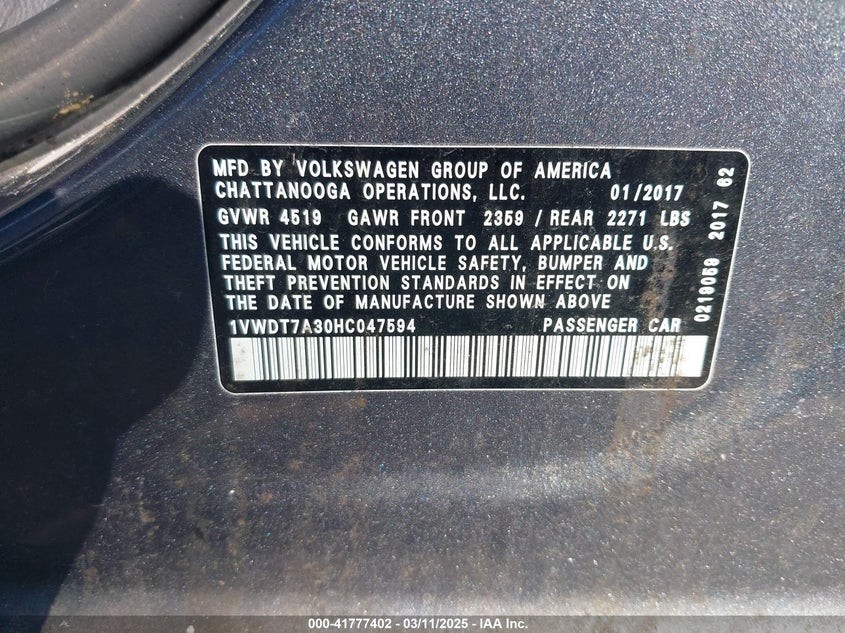 MFD BY VOLKSWAGEN GROUP OF AMERICA
CHATTANOOGA OPERATIONS, LLC. 01/2017
GVWR 4519 GAWR FRONT 2359 / REAR 2271 LBS
THIS VEHICLE CONFORMS TO ALL APPLICABLE U.S.
FEDERAL MOTOR VEHICLE SAFETY, BUMPER AND
THEFT PREVENTION STANDARDS IN EFFECT ON
THE DATE OF MANUFACTURE SHOWN ABOVE
1VWDT7A30HC047594 PASSENGER CAR
0219059 2017 62
000-41777402 - 03/11/2025 - IAA Inc.